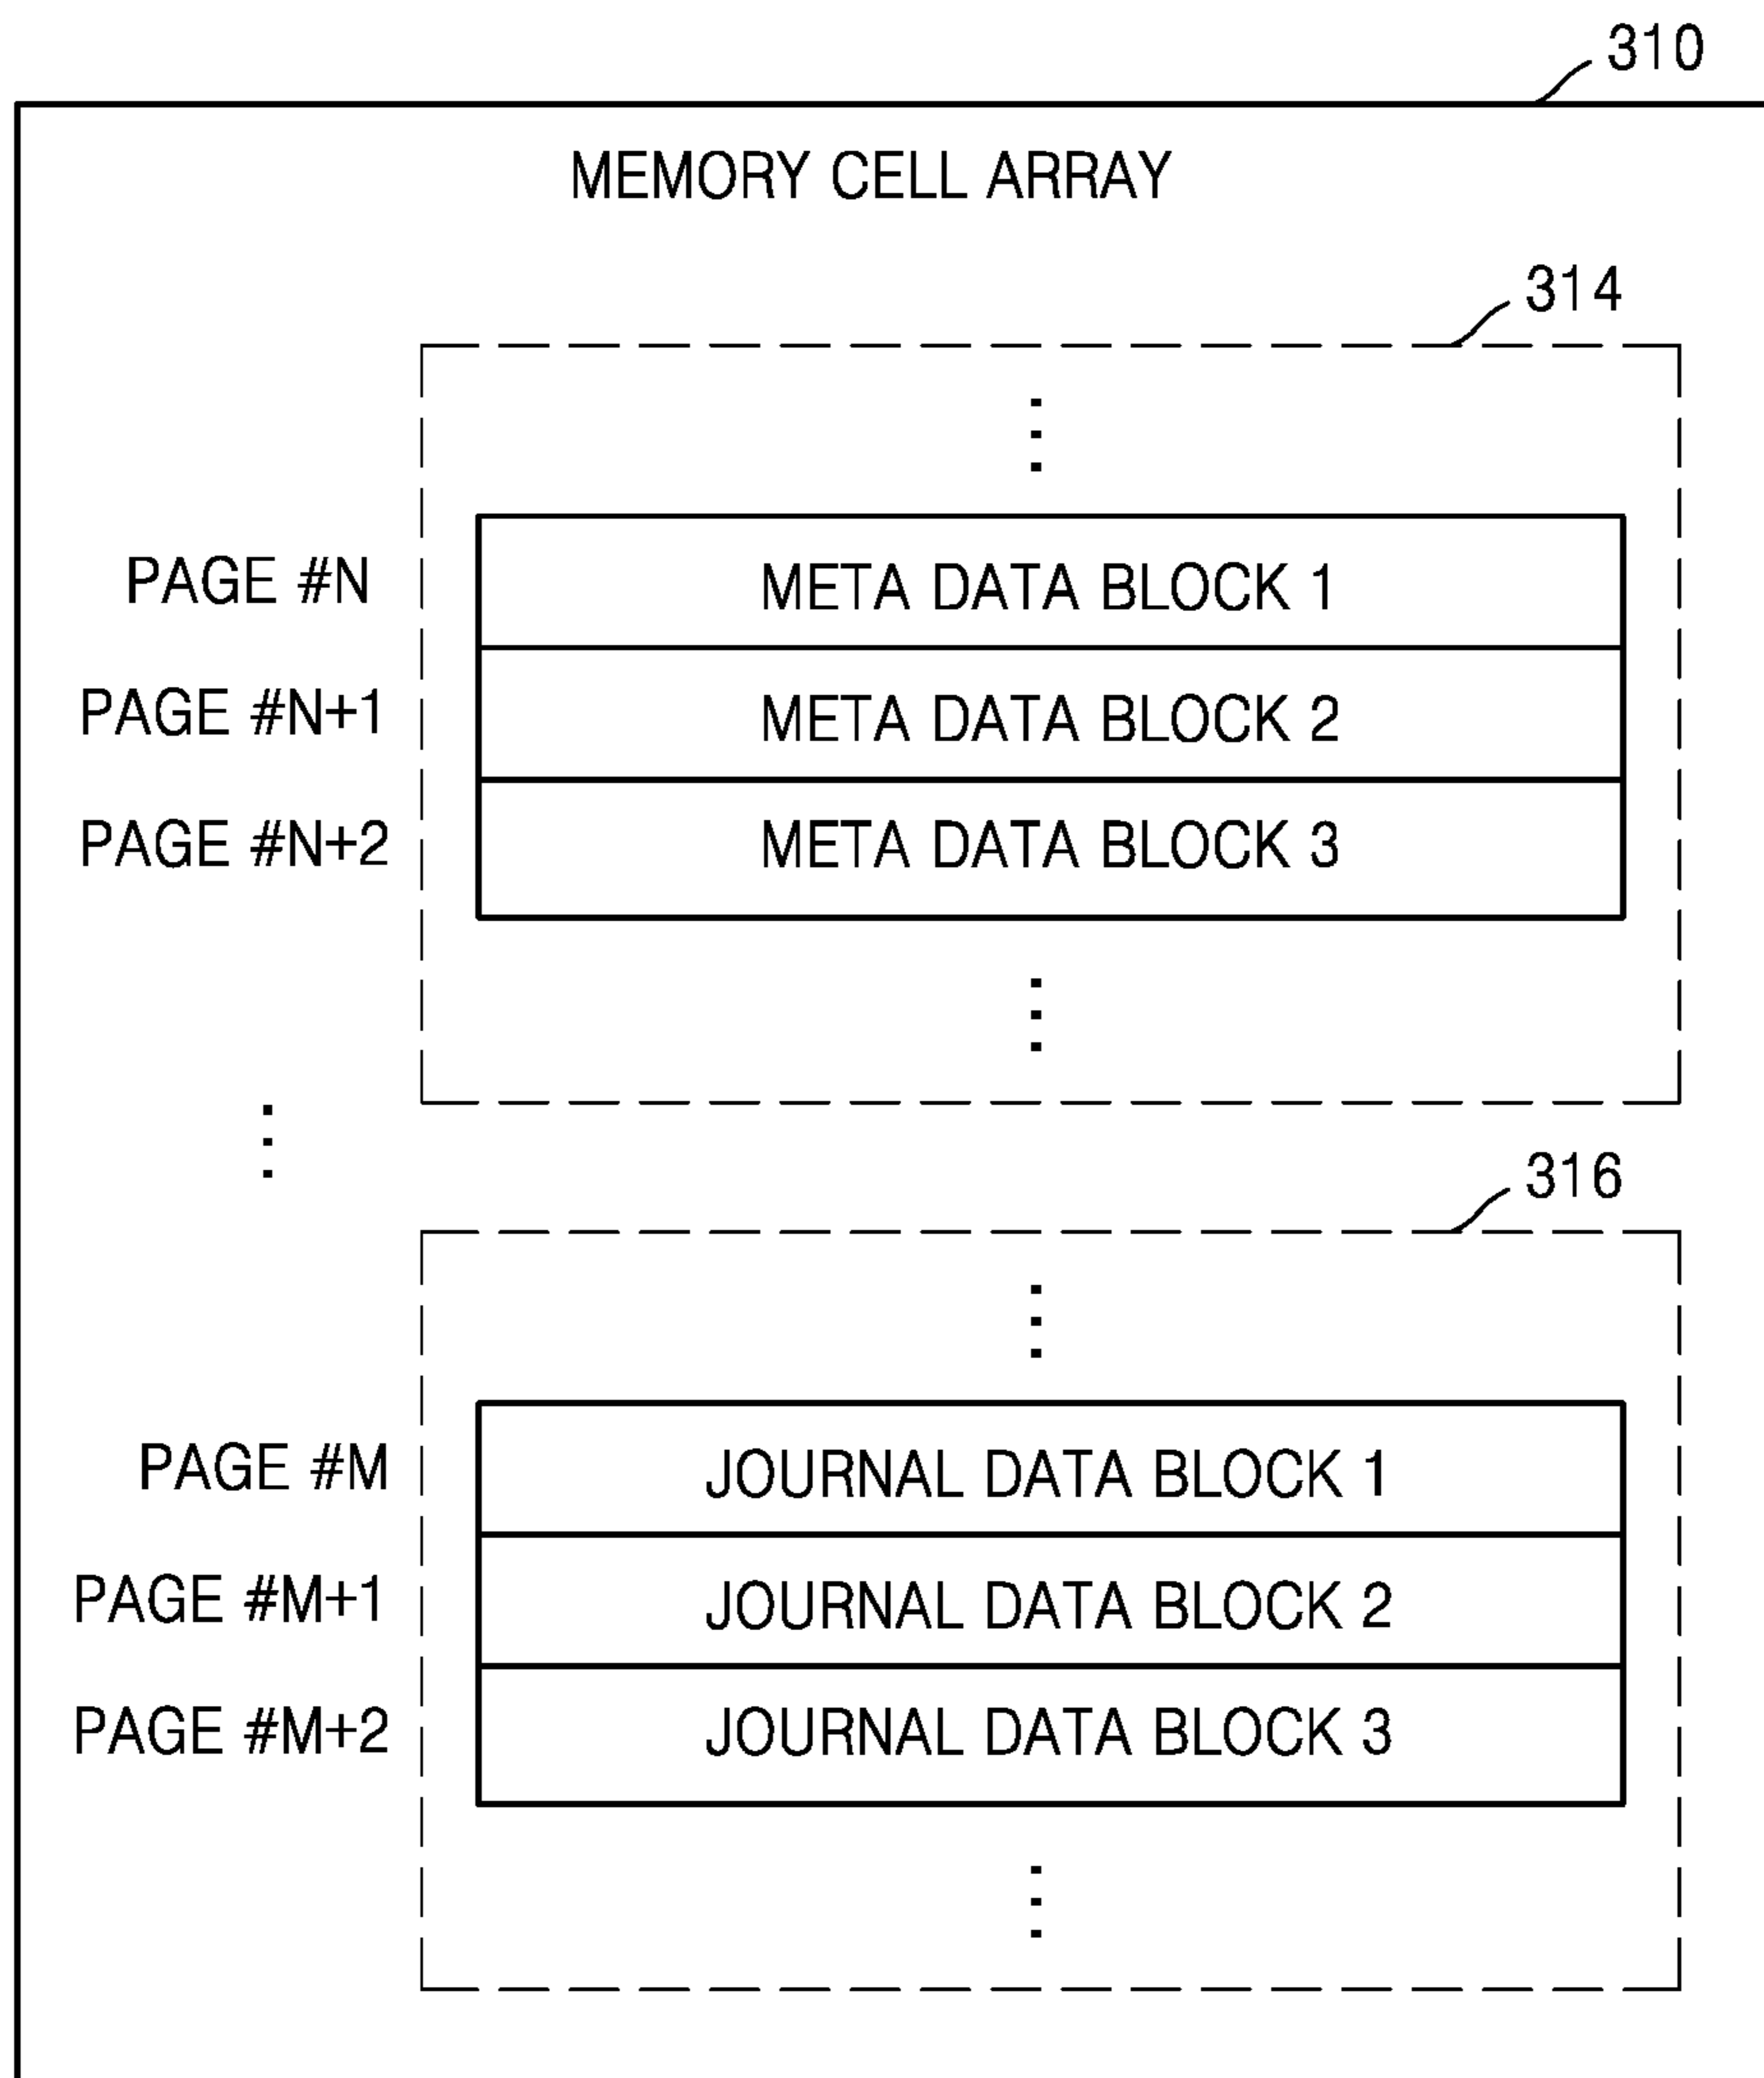 310
MEMORY CELL ARRAY
314
PAGE #N META DATA BLOCK 1
PAGE #N+1 META DATA BLOCK 2
PAGE #N+2 META DATA BLOCK 3
316
PAGE #M JOURNAL DATA BLOCK 1
PAGE #M+1 JOURNAL DATA BLOCK 2
PAGE #M+2 JOURNAL DATA BLOCK 3